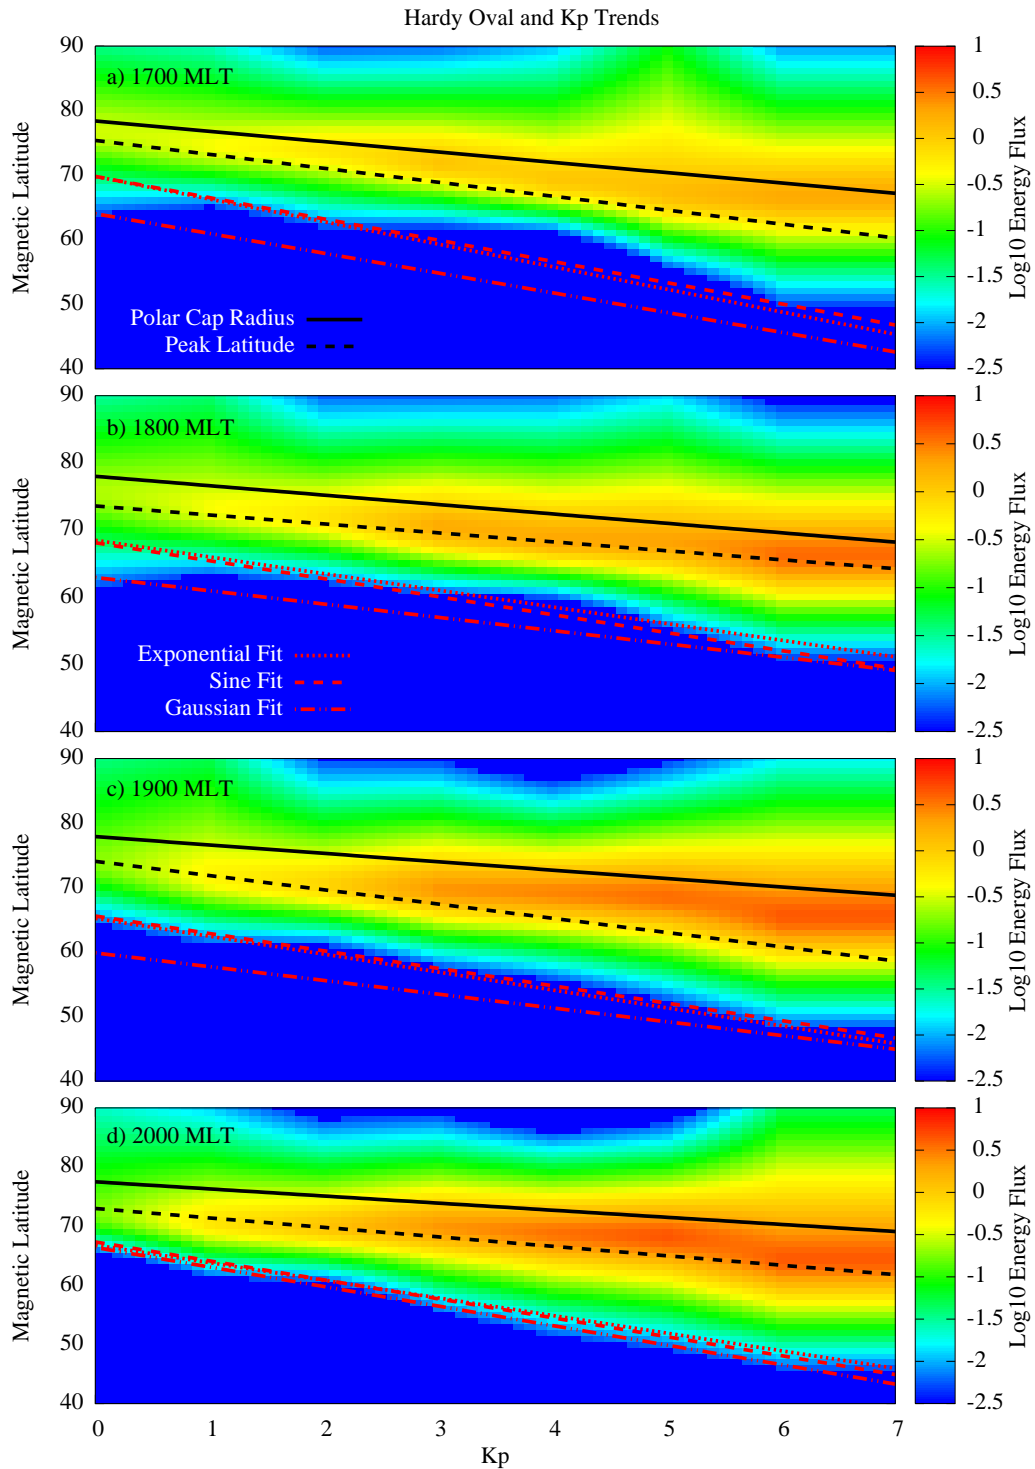 Hardy Oval and Kp Trends
a) 1700 MLT
Magnetic Latitude
90
80
70
60
50
40
Polar Cap Radius
Peak Latitude
1
0.5
0
-0.5
-1
-1.5
-2
-2.5
Log10 Energy Flux
b) 1800 MLT
Magnetic Latitude
90
80
70
60
50
40
Exponential Fit
Sine Fit
Gaussian Fit
1
0.5
0
-0.5
-1
-1.5
-2
-2.5
Log10 Energy Flux
c) 1900 MLT
Magnetic Latitude
90
80
70
60
50
40
1
0.5
0
-0.5
-1
-1.5
-2
-2.5
Log10 Energy Flux
d) 2000 MLT
Magnetic Latitude
90
80
70
60
50
40
1
0.5
0
-0.5
-1
-1.5
-2
-2.5
Log10 Energy Flux
0 1 2 3 4 5 6 7
Kp